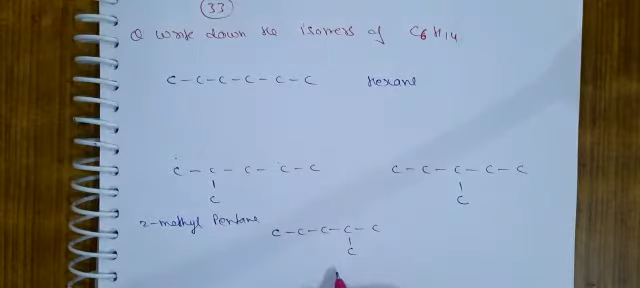 33
Q write down the isomers of C6H14
C-C-C-C-C-C Hexane
C-C-C-C-C C-C-C-C-C
| |
C C
2-methyl Pentane
C-C-C-C-C
|
C